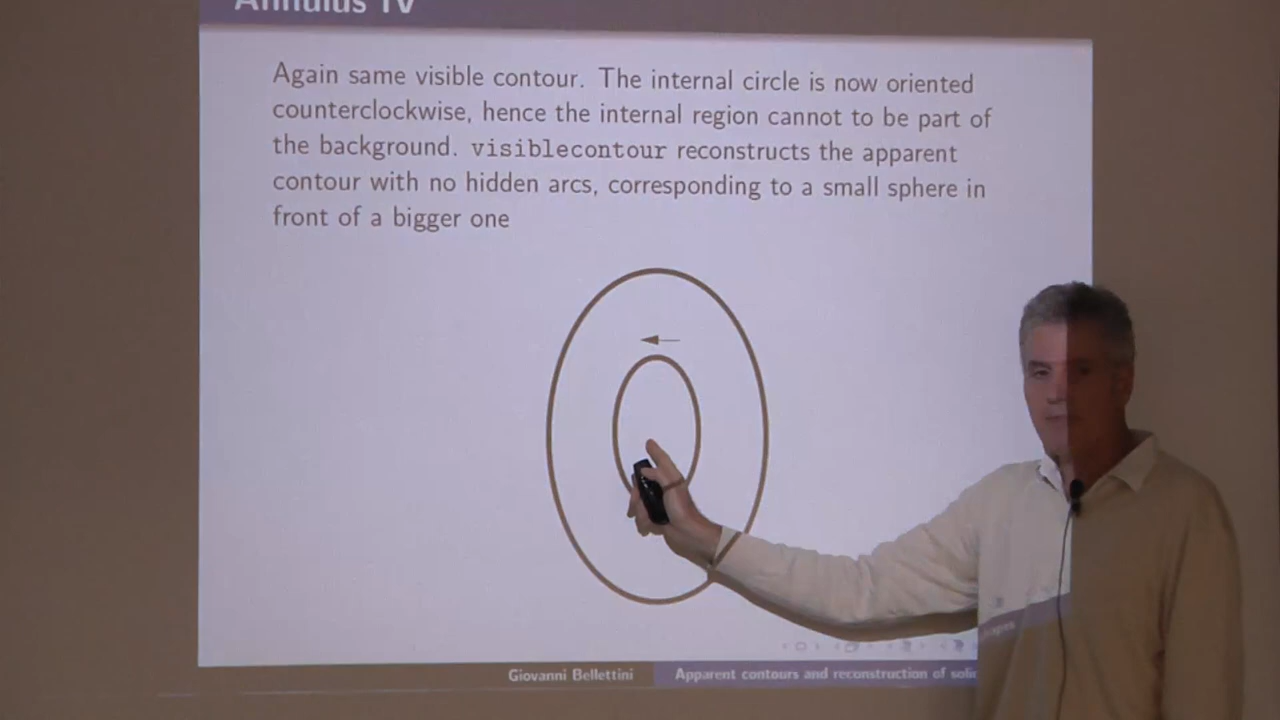 Annulus IV
Again same visible contour. The internal circle is now oriented
counterclockwise, hence the internal region cannot to be part of
the background. visiblecontour reconstructs the apparent
contour with no hidden arcs, corresponding to a small sphere in
front of a bigger one
Giovanni Bellettini
Apparent contours and reconstruction of